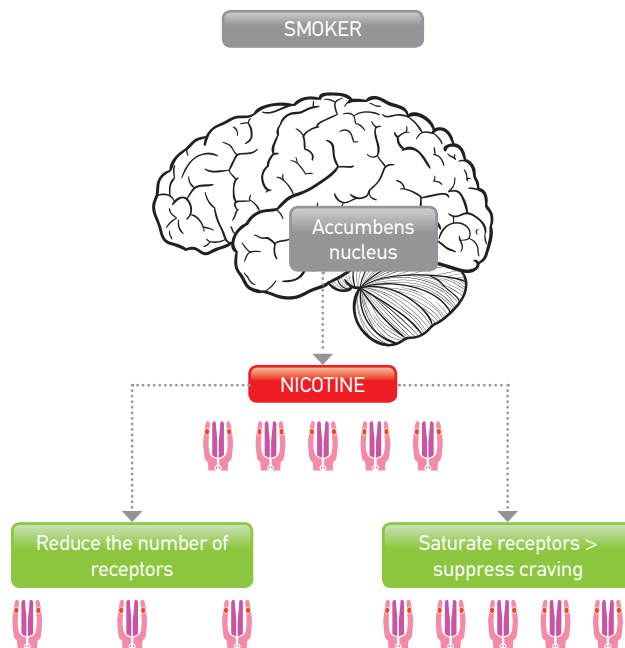 SMOKER
Accumbens
nucleus
NICOTINE
Reduce the number of
receptors
Saturate receptors >
suppress craving